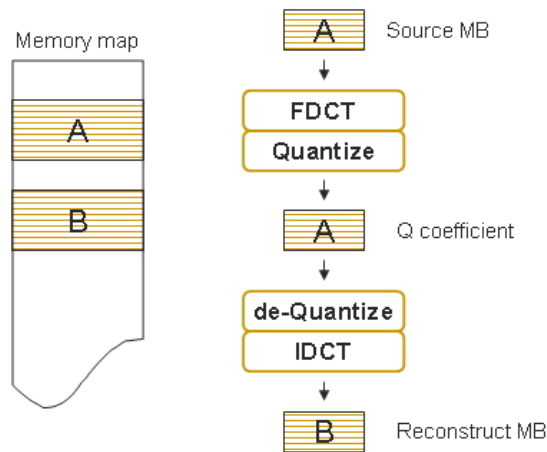 Memory map
A
B
A
Source MB
FDCT
Quantize
A
Q coefficient
de-Quantize
IDCT
B
Reconstruct MB